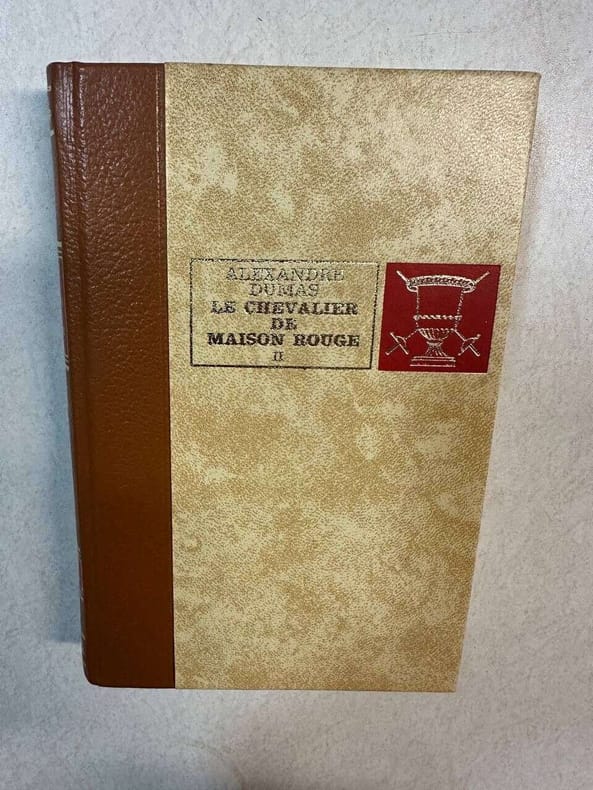 ALEXANDRE
DUMAS
LE CHEVALIER
DE
MAISON ROUGE
II